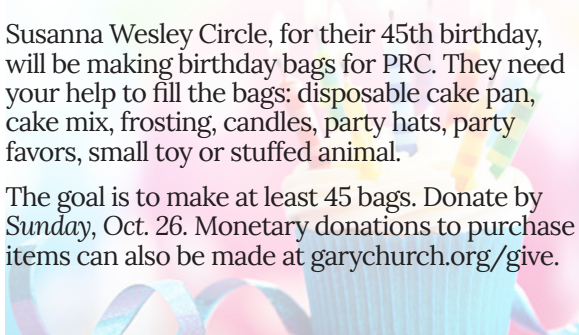 Susanna Wesley Circle, for their 45th birthday,
will be making birthday bags for PRC. They need
your help to fill the bags: disposable cake pan,
cake mix, frosting, candles, party hats, party
favors, small toy or stuffed animal.
The goal is to make at least 45 bags. Donate by
Sunday, Oct. 26. Monetary donations to purchase
items can also be made at garychurch.org/give.